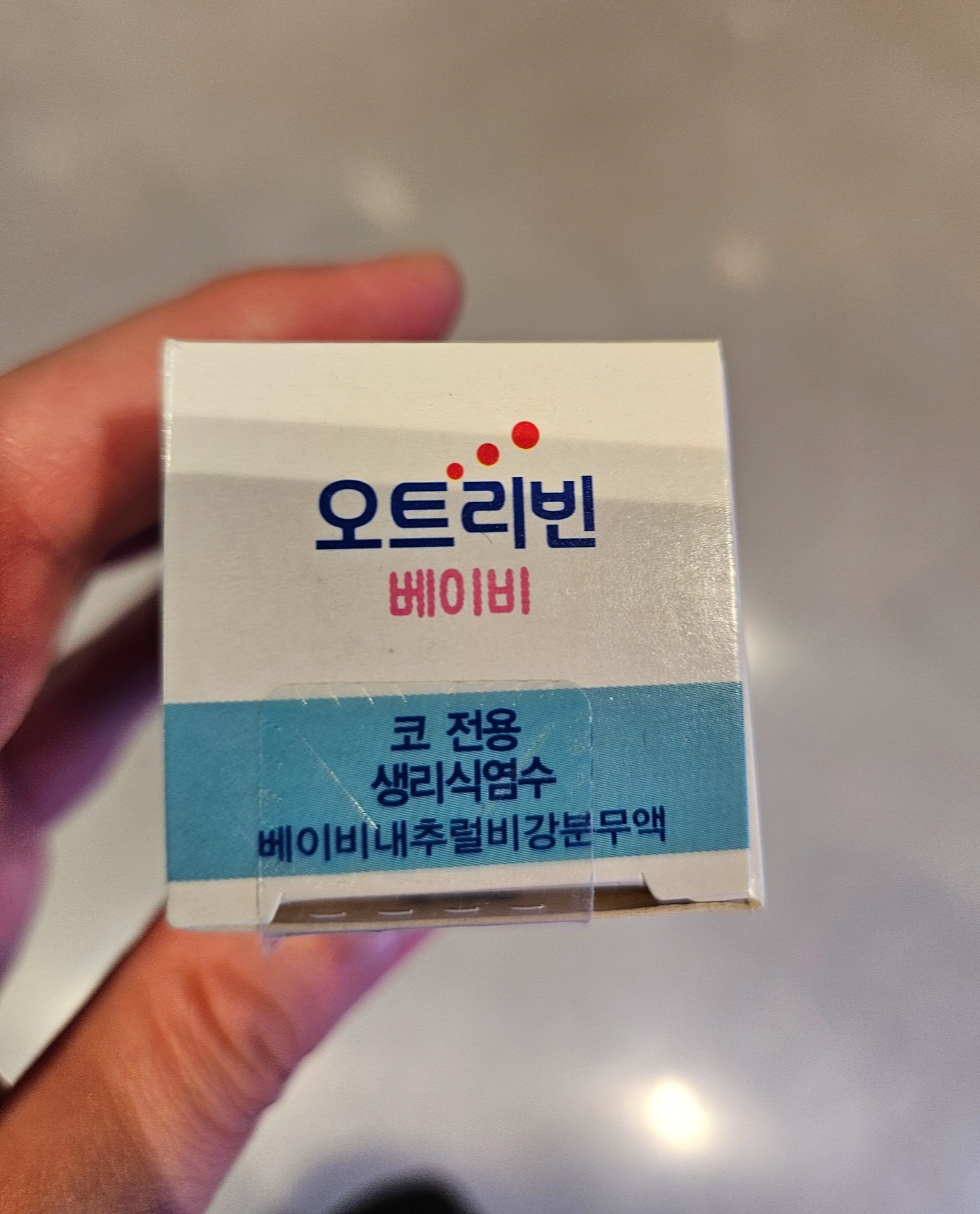 오트리빈
베이비
코 전용
생리식염수
베이비내추럴비강분무액